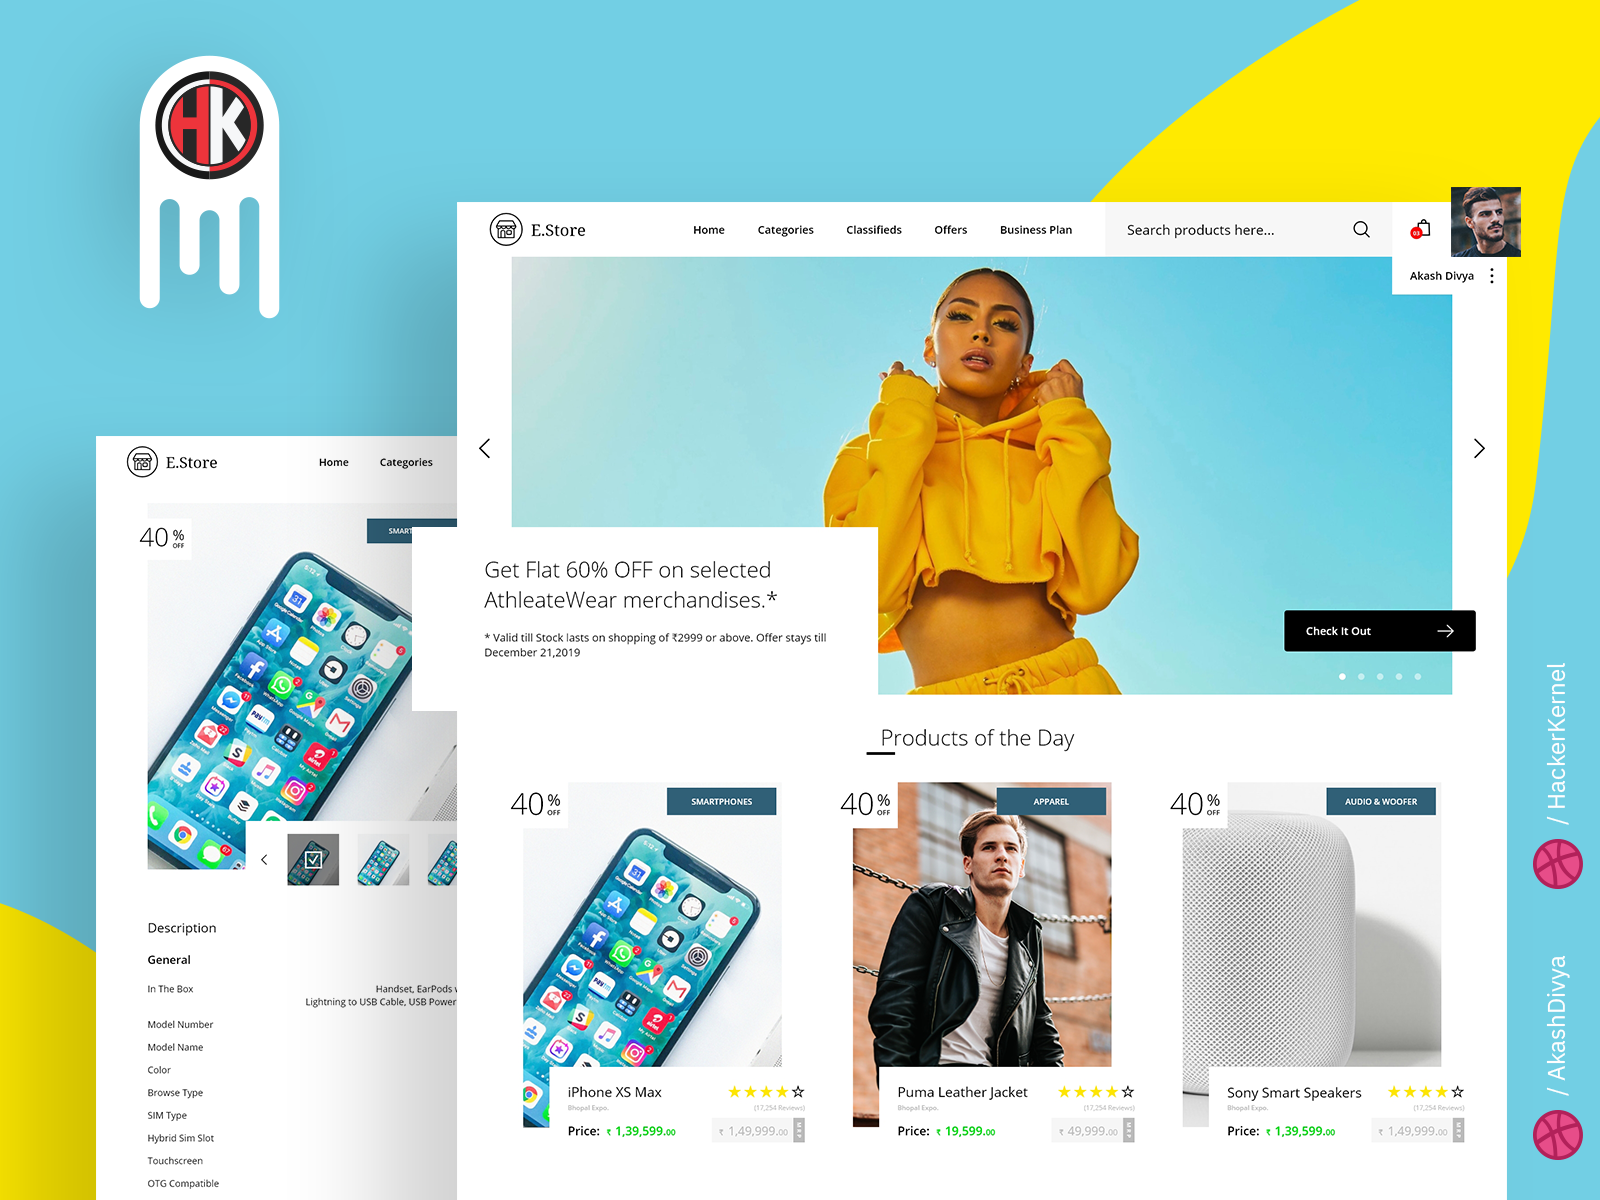 HK
E.Store
Home
Categories
Classifieds
Offers
Business Plan
Search products here...
03
Akash Divya
Get Flat 60% OFF on selected
AthleateWear merchandises.*
* Valid till Stock lasts on shopping of ₹2999 or above. Offer stays till
December 21,2019
Check It Out
Products of the Day
40% OFF
SMARTPHONES
iPhone XS Max
Bhopal Expo.
(17,254 Reviews)
Price: ₹ 1,39,599.00
₹ 1,49,999.00
MRP
40% OFF
APPAREL
Puma Leather Jacket
Bhopal Expo.
(17,254 Reviews)
Price: ₹ 19,599.00
₹ 49,999.00
MRP
40% OFF
AUDIO & WOOFER
Sony Smart Speakers
Bhopal Expo.
(17,254 Reviews)
Price: ₹ 1,39,599.00
₹ 1,49,999.00
MRP
E.Store
Home
Categories
40% OFF
SMART
Description
General
In The Box
Handset, EarPods
Lightning to USB Cable, USB Power
Model Number
Model Name
Color
Browse Type
SIM Type
Hybrid Sim Slot
Touchscreen
OTG Compatible
/ HackerKernel
/ AkashDivya